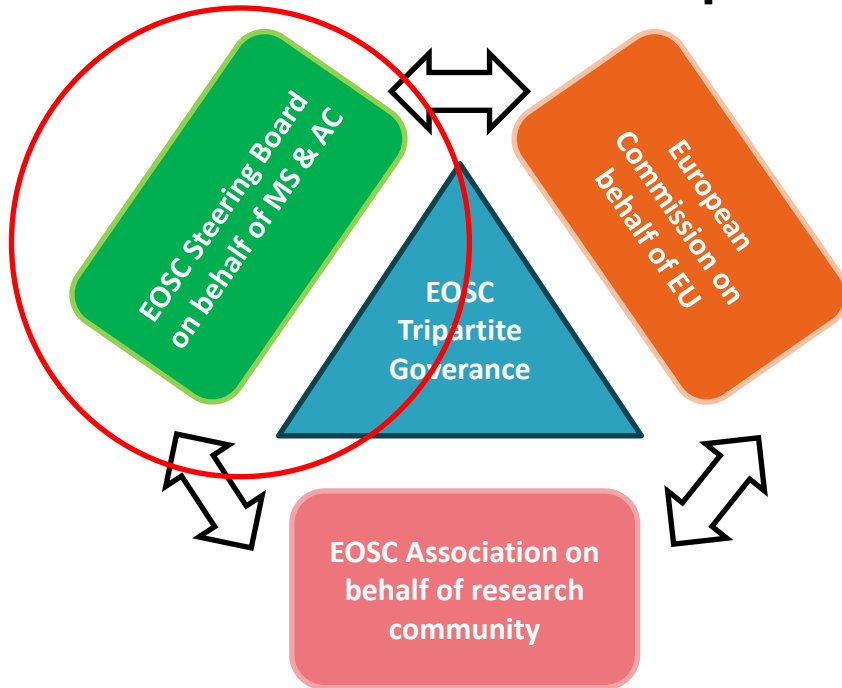 EOSC Steering Board
on behalf of MS & AC
European
Commission on
behalf of EU
EOSC
Tripartite
Goverance
EOSC Association on
behalf of research
community